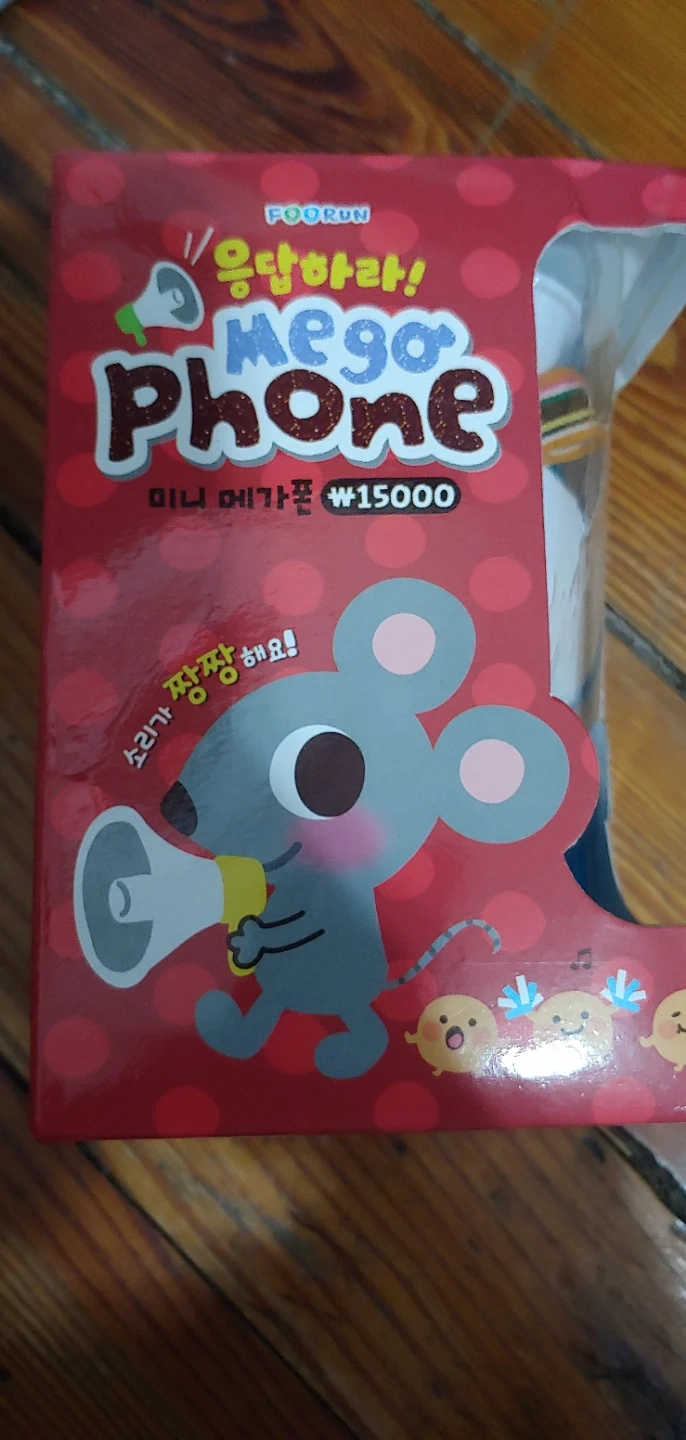 FOORUN
응답하라!
Mega
Phone
미니 메가폰 ₩15000
소리가 짱짱해요!